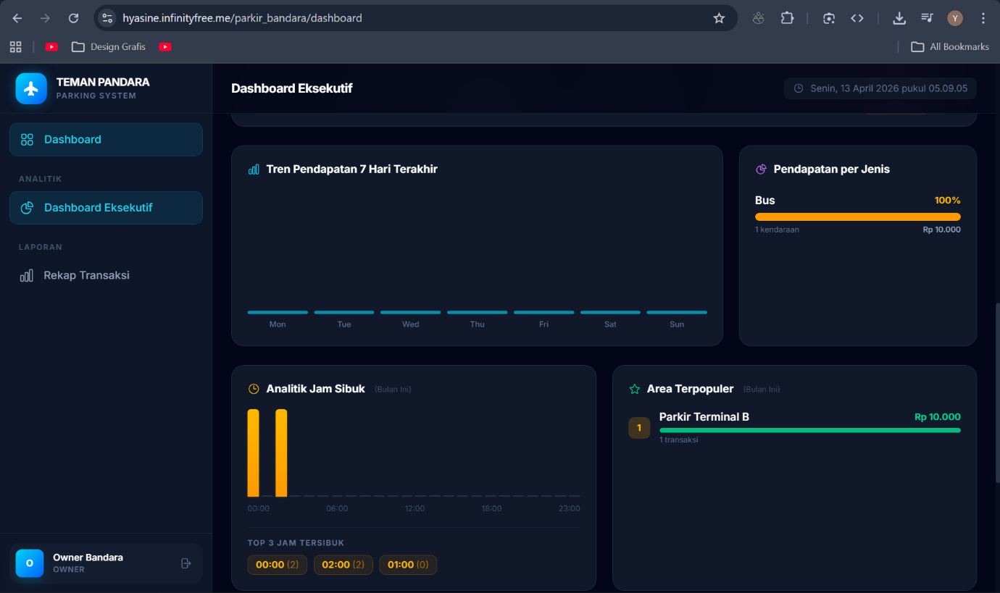 hyasine.infinityfree.me/parkir_bandara/dashboard
Y
Design Grafis
All Bookmarks
TEMAN PANDARA
PARKING SYSTEM
Dashboard Eksekutif
Senin, 13 April 2026 pukul 05.09.05
Dashboard
ANALITIK
Dashboard Eksekutif
LAPORAN
Rekap Transaksi
Tren Pendapatan 7 Hari Terakhir
Mon Tue Wed Thu Fri Sat Sun
Pendapatan per Jenis
Bus 100%
1 kendaraan Rp 10.000
Analitik Jam Sibuk (Bulan Ini)
00:00 06:00 12:00 18:00 23:00
TOP 3 JAM TERSIBUK
00:00 (2) 02:00 (2) 01:00 (0)
Area Terpopuler (Bulan Ini)
1
Parkir Terminal B Rp 10.000
1 transaksi
O
Owner Bandara
OWNER